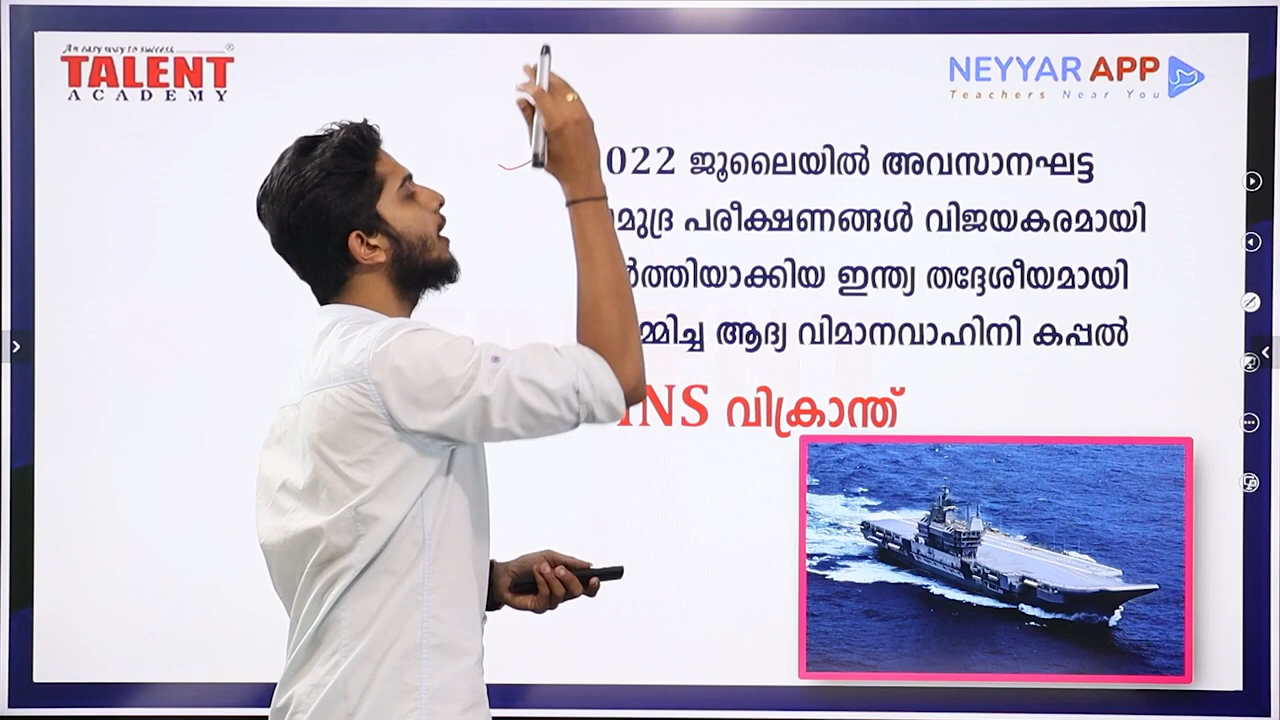 An easy way to success
TALENT
ACADEMY
NEYYAR APP
Teachers Near You
022 ജൂലൈയിൽ അവസാനഘട്ട
പരീക്ഷണങ്ങൾ വിജയകരമായി
ഇന്ത്യ തദ്ദേശീയമായി
ആദ്യ വിമാനവാഹിനി കപ്പൽ
INS വിക്രാന്ത്